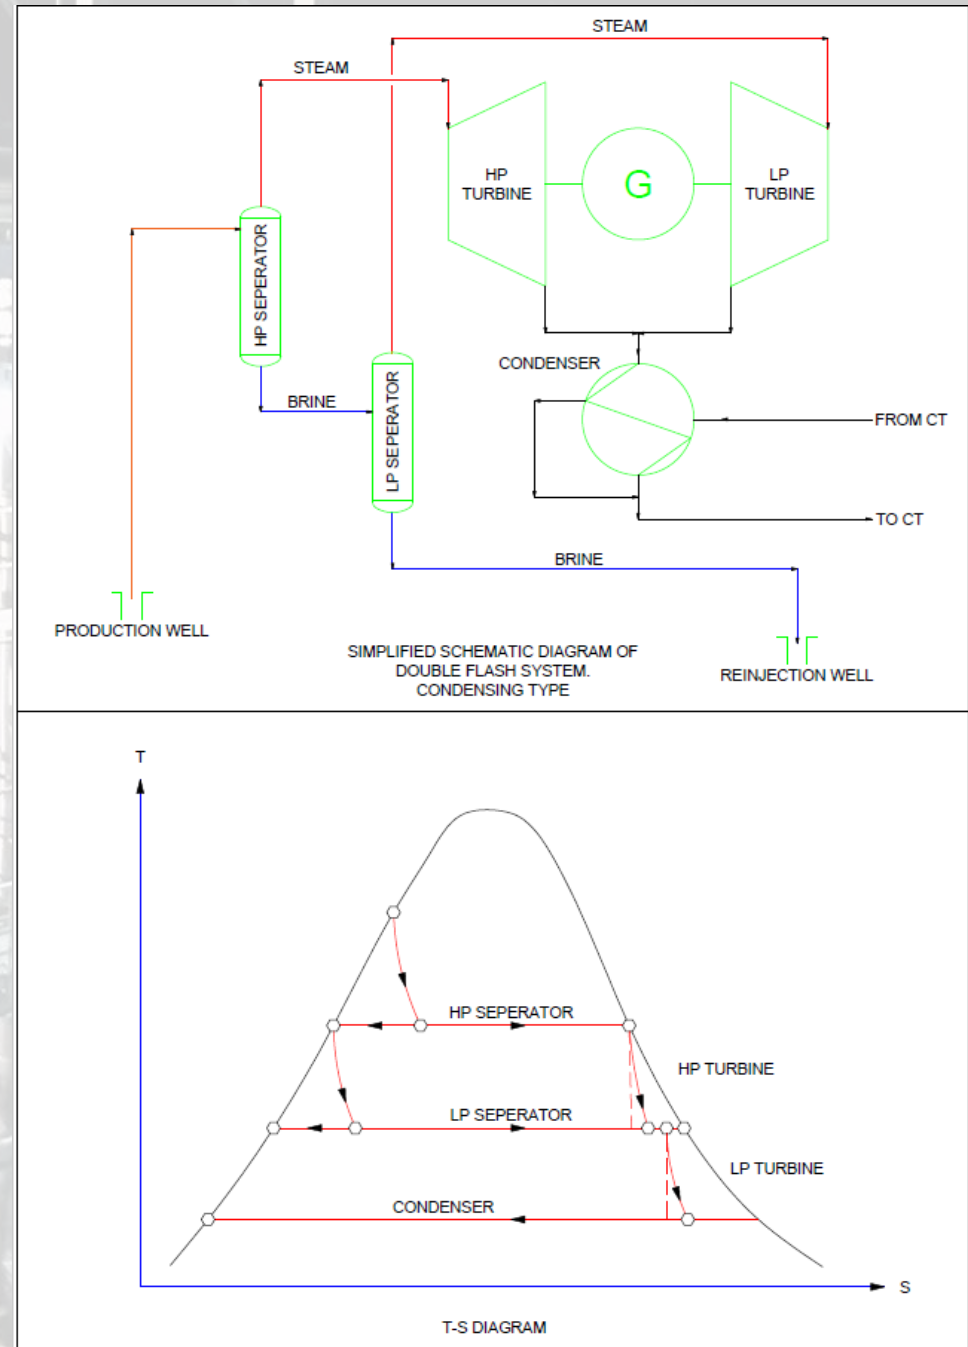 STEAM
STEAM
HP
TURBINE
G
LP
TURBINE
HP SEPERATOR
CONDENSER
LP SEPERATOR
BRINE
FROM CT
TO CT
BRINE
PRODUCTION WELL
SIMPLIFIED SCHEMATIC DIAGRAM OF
DOUBLE FLASH SYSTEM.
CONDENSING TYPE
REINJECTION WELL
T
HP SEPERATOR
HP TURBINE
LP SEPERATOR
LP TURBINE
CONDENSER
S
T-S DIAGRAM